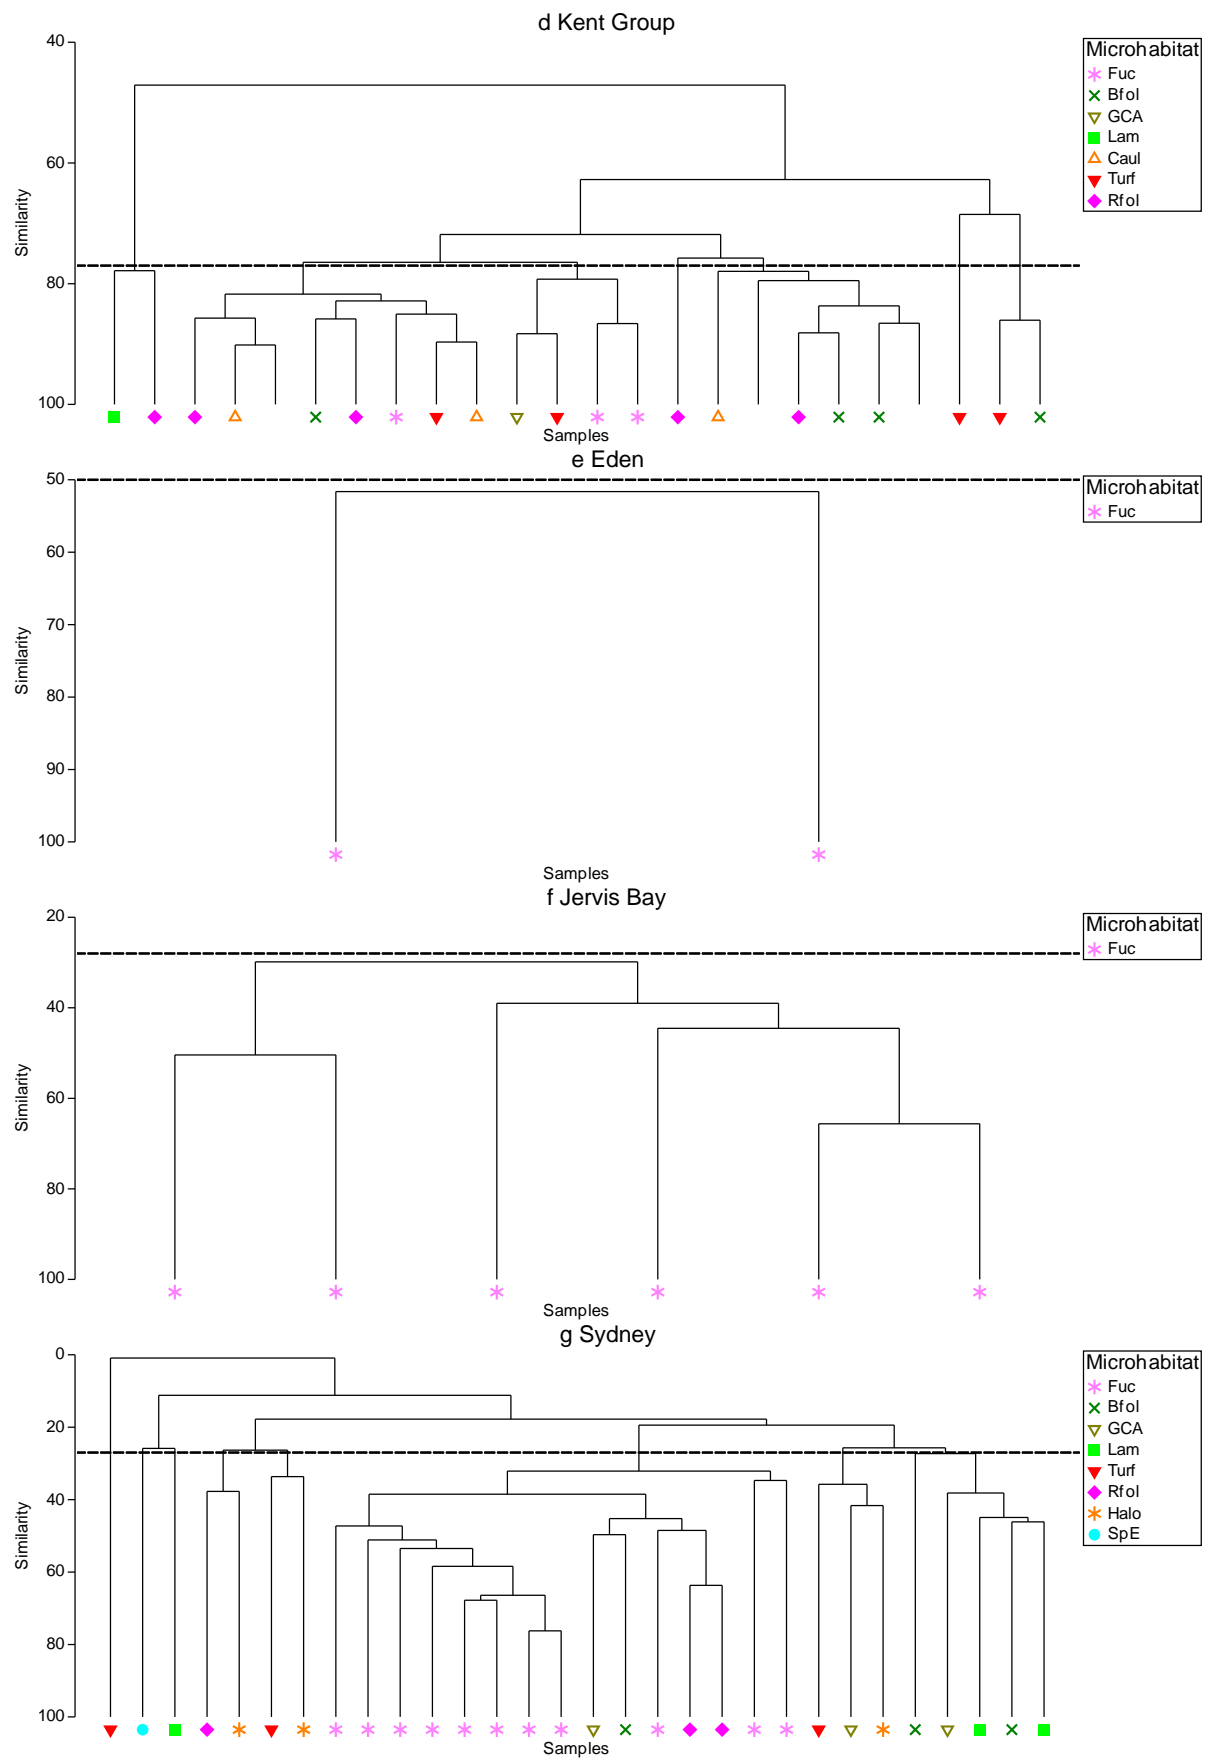 d Kent Group
40
60
80
100
Similarity
Samples
Microhabitat
Fuc
Bfol
GCA
Lam
Caul
Turf
Rfol
e Eden
50
60
70
80
90
100
Similarity
Samples
Microhabitat
Fuc
f Jervis Bay
20
40
60
80
100
Similarity
Samples
Microhabitat
Fuc
g Sydney
0
20
40
60
80
100
Similarity
Samples
Microhabitat
Fuc
Bfol
GCA
Lam
Turf
Rfol
Halo
SpE